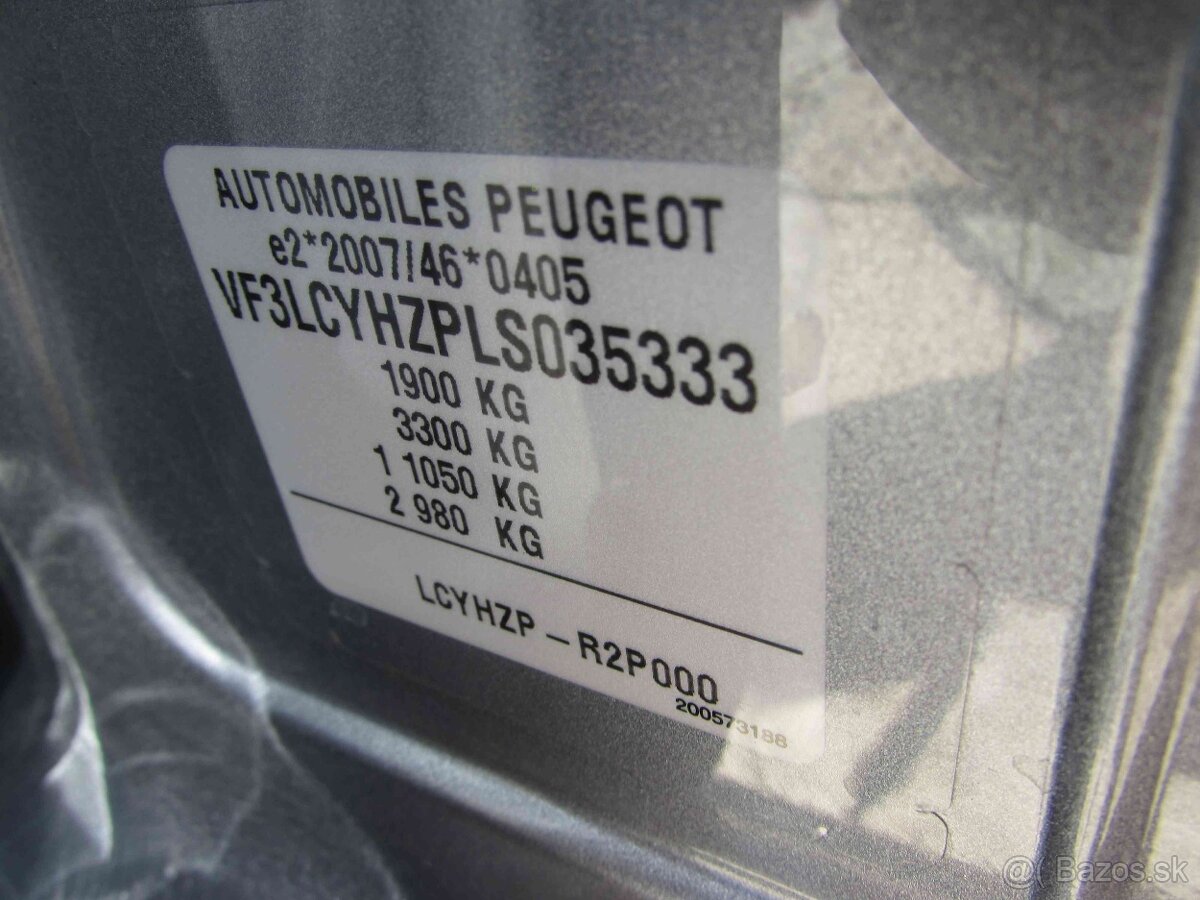 AUTOMOBILES PEUGEOT
e2*2007/46*0405
VF3LCYHZPLS035333
1900 KG
3300 KG
1 1050 KG
2 980 KG
LCYHZP - R2P000
200573186
@( Bazos.sk